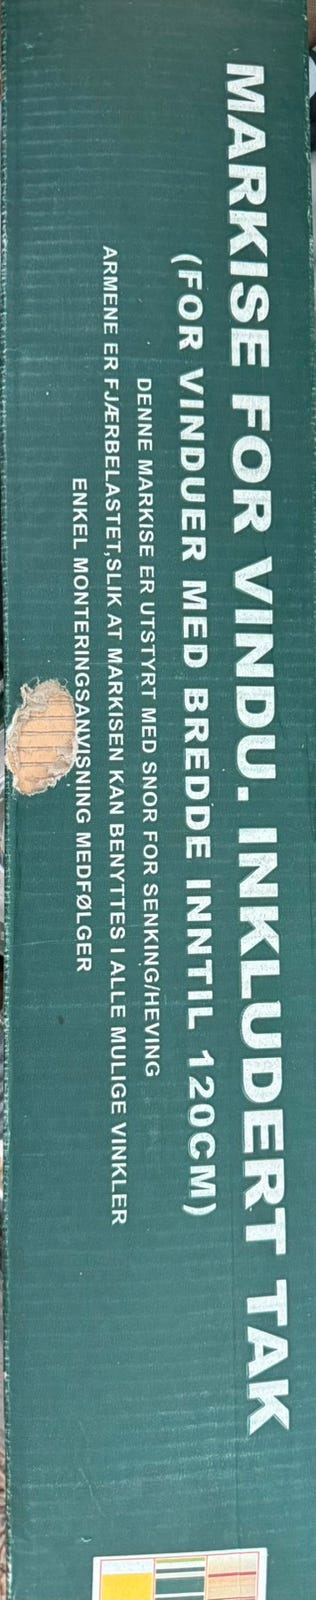 MARKISE FOR VINDU. INKLUDERT TAK
(FOR VINDUER MED BREDDE INNTIL 120CM)
DENNE MARKISE ER UTSTYRT MED SNOR FOR SENKING/HEVING
ARMENE ER FJÆRBELASTET,SLIK AT MARKISEN KAN BENYTTES I ALLE MULIGE VINKLER
ENKEL MONTERINGSANVISNING MEDFØLGER